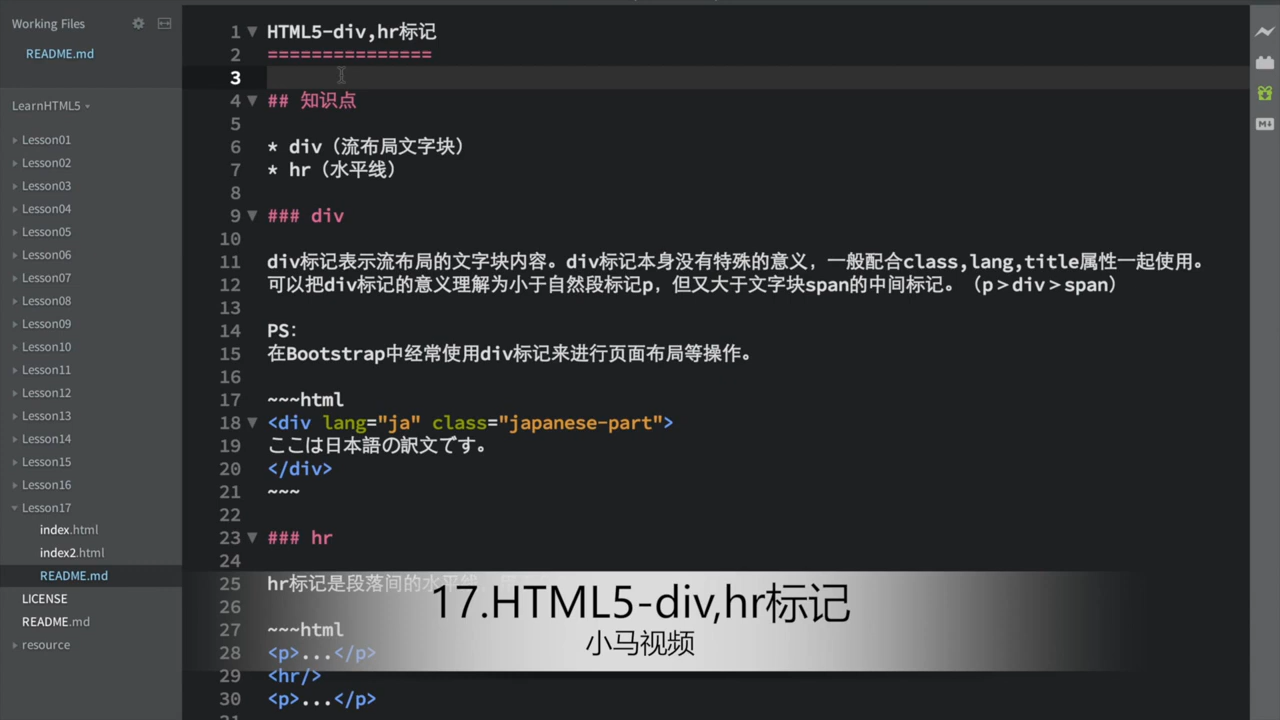 Working Files
README.md
LearnHTML5
Lesson01
Lesson02
Lesson03
Lesson04
Lesson05
Lesson06
Lesson07
Lesson08
Lesson09
Lesson10
Lesson11
Lesson12
Lesson13
Lesson14
Lesson15
Lesson16
Lesson17
index.html
index2.html
README.md
LICENSE
README.md
resource
1 HTML5-div,hr标记
2 ===============
3
4 ## 知识点
5
6 * div（流布局文字块）
7 * hr（水平线）
8
9 ### div
10
11 div标记表示流布局的文字块内容。div标记本身没有特殊的意义，一般配合class,lang,title属性一起使用。
12 可以把div标记的意义理解为小于自然段标记p，但又大于文字块span的中间标记。（p＞div＞span）
13
14 PS：
15 在Bootstrap中经常使用div标记来进行页面布局等操作。
16
17 ~~~html
18 <div lang="ja" class="japanese-part">
19 ここは日本語の訳文です。
20 </div>
21 ~~~
22
23 ### hr
24
25 hr标记是段落间的水平线
26
27 ~~~html
28 <p>...</p>
29 <hr/>
30 <p>...</p>
17.HTML5-div,hr标记
小马视频
M↓